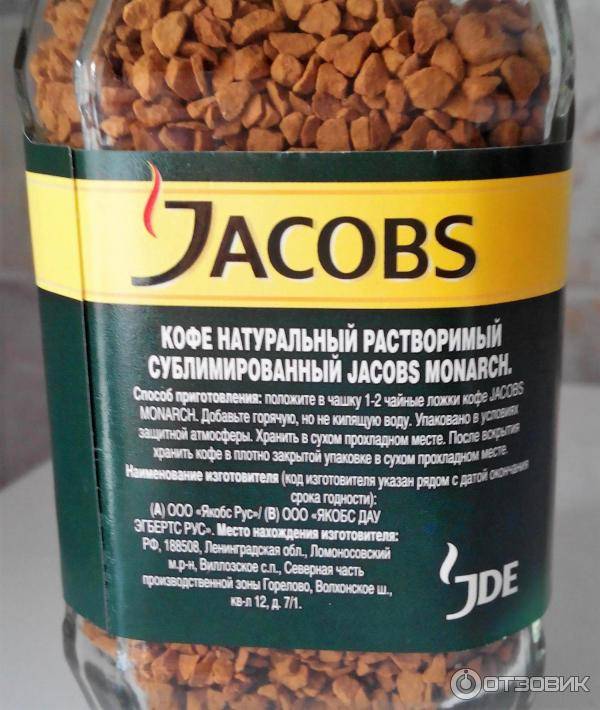 JACOBS
КОФЕ НАТУРАЛЬНЫЙ РАСТВОРИМЫЙ
СУБЛИМИРОВАННЫЙ JACOBS MONARCH.
Способ приготовления: положите в чашку 1-2 чайные ложки кофе JACOBS
MONARCH. Добавьте горячую, но не кипящую воду. Упаковано в условиях
защитной атмосферы. Хранить в сухом прохладном месте. После вскрытия
хранить кофе в плотно закрытой упаковке в сухом прохладном месте.
Наименование изготовителя (код изготовителя указан рядом с датой окончания
срока годности):
(А) ООО «Якобс Рус»/ (В) ООО «ЯКОБС ДАУ
ЭГБЕРТС РУС». Место нахождения изготовителя:
РФ, 188508, Ленинградская обл., Ломоносовский
м.р-н, Виллозское с.п., Северная часть
производственной зоны Горелово, Волхонское ш.,
кв-л 12, д. 7/1.
JDE
ОТЗОВИК